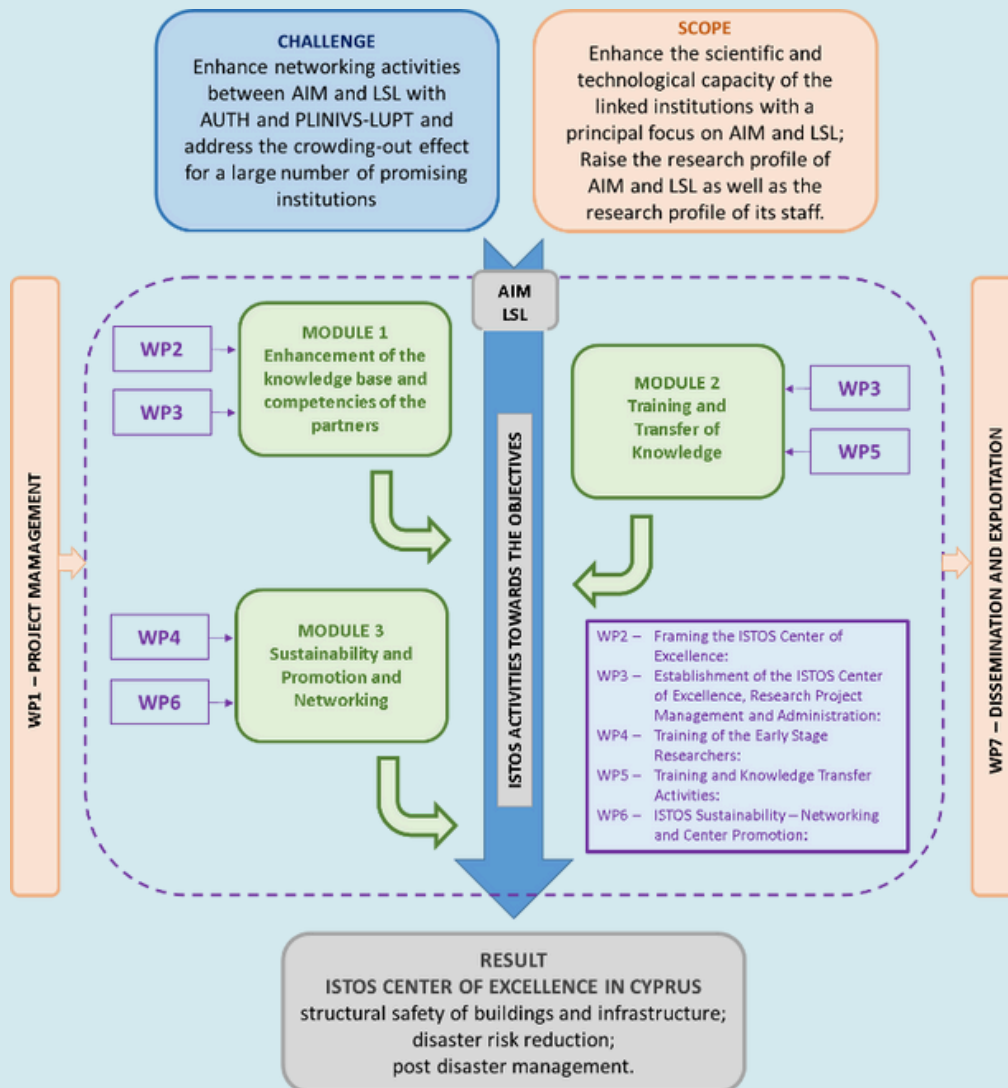 CHALLENGE
Enhance networking activities
between AIM and LSL with
AUTH and PLINIVS-LUPT and
address the crowding-out effect
for a large number of promising
institutions
SCOPE
Enhance the scientific and
technological capacity of the
linked institutions with a
principal focus on AIM and LSL;
Raise the research profile of
AIM and LSL as well as the
research profile of its staff.
WP1 – PROJECT MAMAGEMENT
AIM
LSL
WP2
WP3
MODULE 1
Enhancement of the
knowledge base and
competencies of the
partners
MODULE 2
Training and
Transfer of
Knowledge
WP3
WP5
ISTOS ACTIVITIES TOWARDS THE OBJECTIVES
WP4
WP6
MODULE 3
Sustainability and
Promotion and
Networking
WP2 – Framing the ISTOS Center of
Excellence:
WP3 – Establishment of the ISTOS Center
of Excellence, Research Project
Management and Administration:
WP4 – Training of the Early Stage
Researchers:
WP5 – Training and Knowledge Transfer
Activities:
WP6 – ISTOS Sustainability – Networking
and Center Promotion:
WP7 – DISSEMINATION AND EXPLOITATION
RESULT
ISTOS CENTER OF EXCELLENCE IN CYPRUS
structural safety of buildings and infrastructure;
disaster risk reduction;
post disaster management.